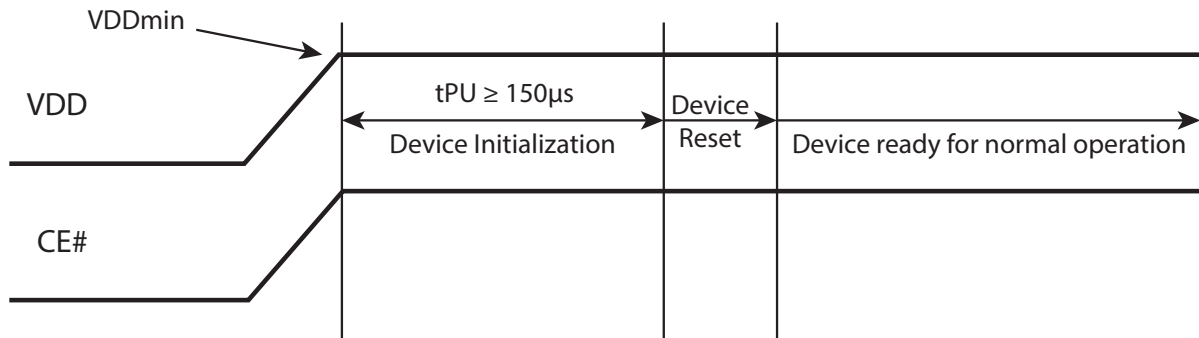 VDDmin
VDD
tPU ≥ 150μs
Device Initialization
Device
Reset
Device ready for normal operation
CE#